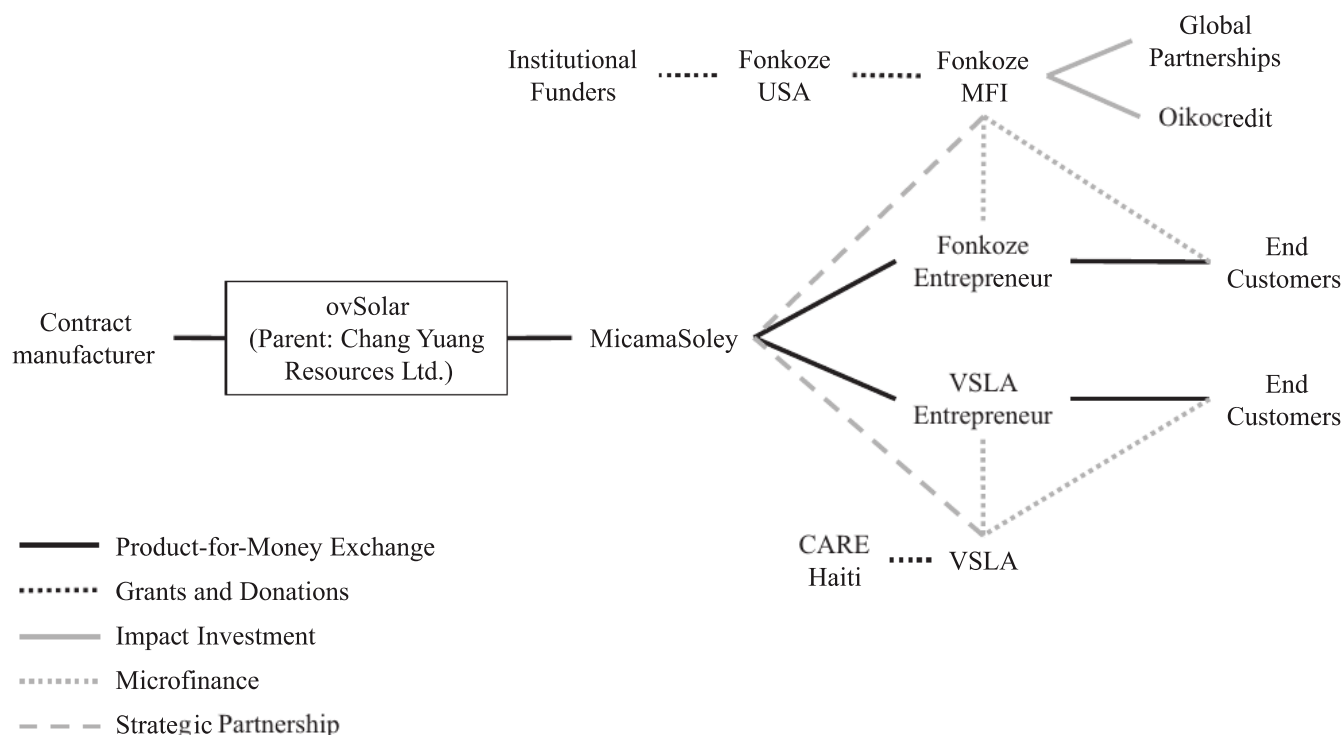 Institutional
Funders
Fonkoze
USA
Fonkoze
MFI
Global
Partnerships
Oikocredit
Fonkoze
Entrepreneur
End
Customers
Contract
manufacturer
ovSolar
(Parent: Chang Yuang
Resources Ltd.)
MicamaSoley
VSLA
Entrepreneur
End
Customers
CARE
Haiti
VSLA
Product-for-Money Exchange
Grants and Donations
Impact Investment
Microfinance
Strategic Partnership